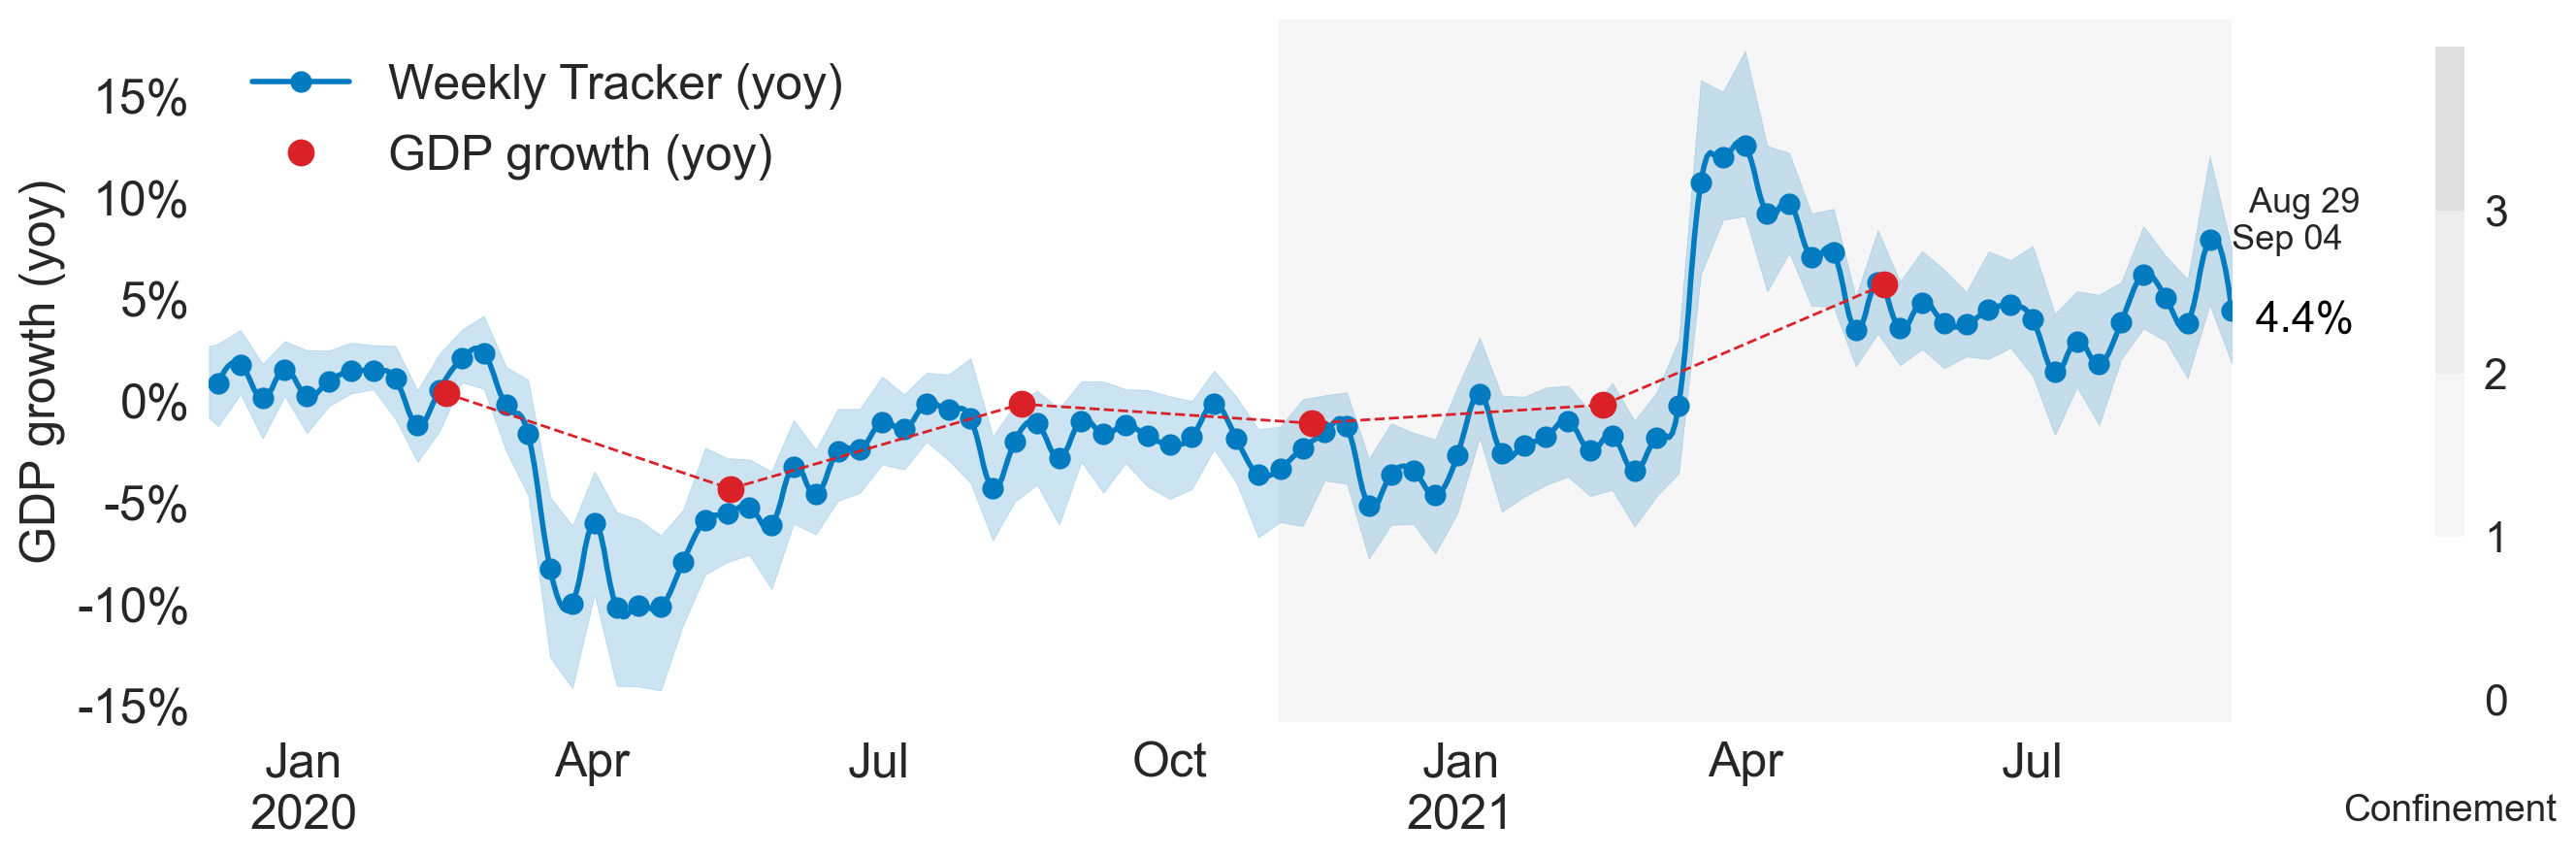 Weekly Tracker (yoy)
GDP growth (yoy)
GDP growth (yoy)
15%
10%
5%
0%
-5%
-10%
-15%
Jan
2020
Apr
Jul
Oct
Jan
2021
Apr
Jul
Aug 29
Sep 04
4.4%
3
2
1
0
Confinement